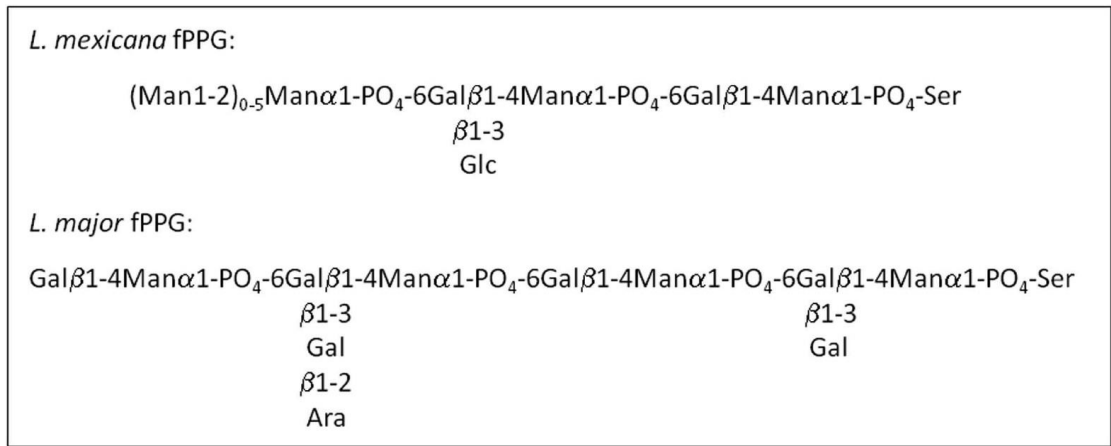 L. mexicana fPPG:
(Man1-2)₀₋₅Manα1-PO₄-6Galβ1-4Manα1-PO₄-6Galβ1-4Manα1-PO₄-Ser
β1-3
Glc
L. major fPPG:
Galβ1-4Manα1-PO₄-6Galβ1-4Manα1-PO₄-6Galβ1-4Manα1-PO₄-6Galβ1-4Manα1-PO₄-Ser
β1-3 β1-3
Gal Gal
β1-2
Ara